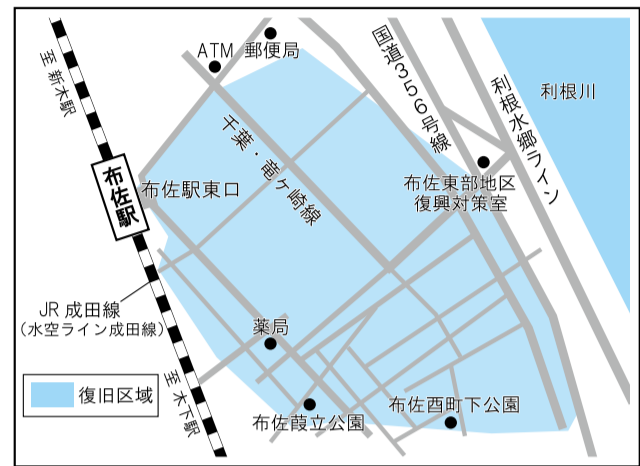 ATM 郵便局
国道356号線
利根川
至新木駅
千葉・竜ヶ崎線
利根水郷ライン
布佐駅
布佐駅東口
布佐東部地区
復興対策室
JR成田線
(水空ライン成田線)
薬局
復旧区域
至木下駅
布佐葭立公園
布佐酉町下公園